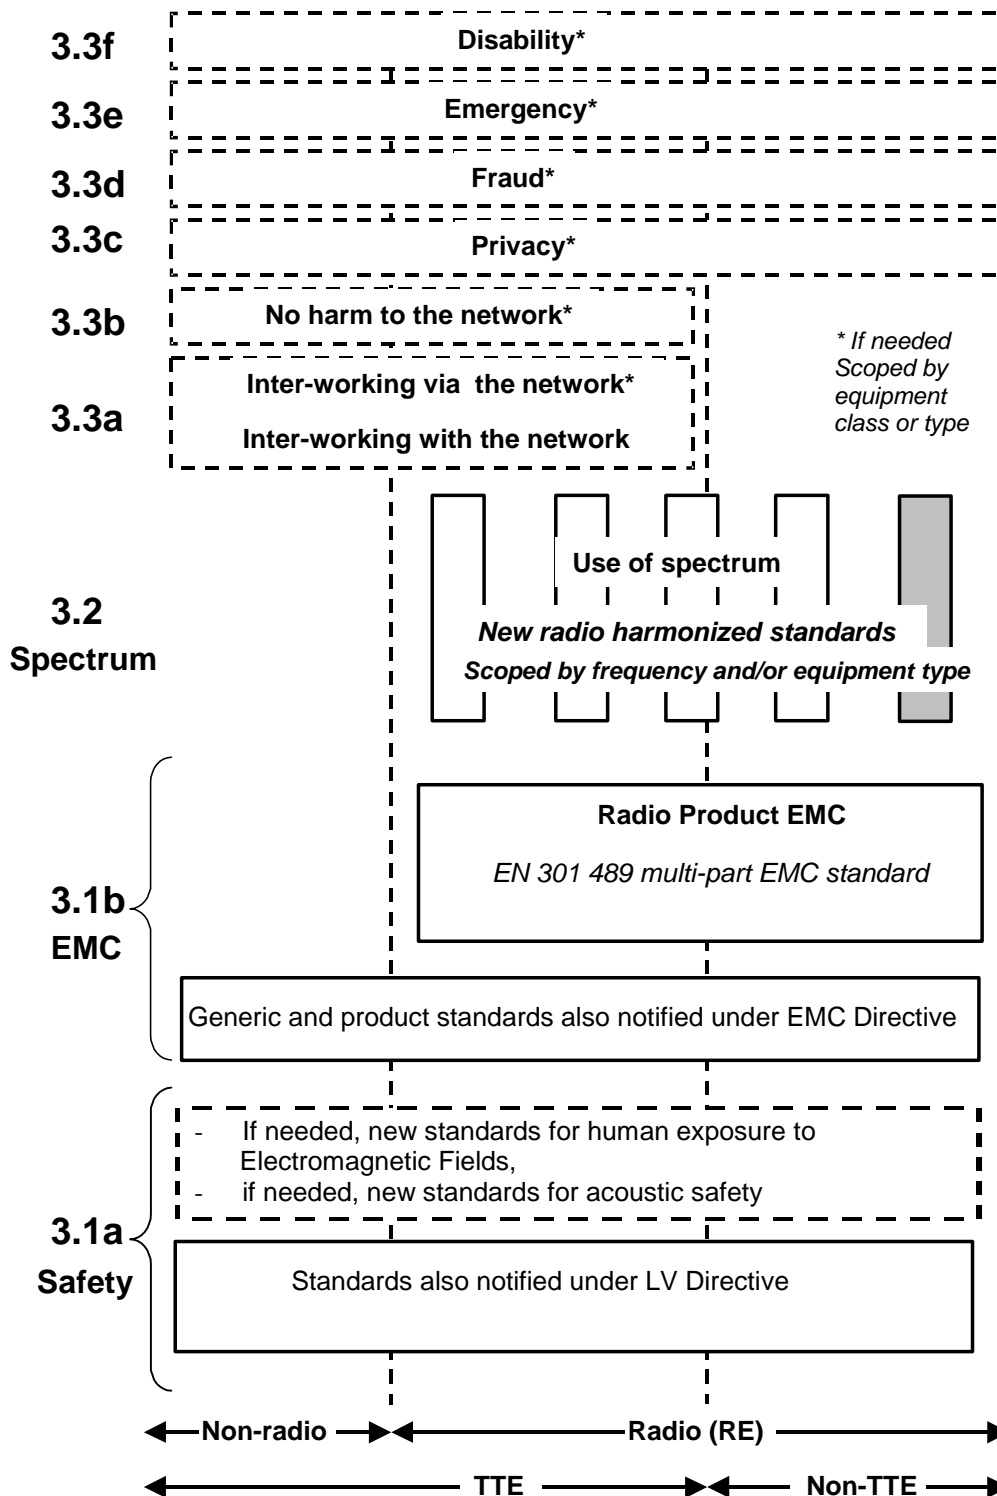 3.3f
Disability*
3.3e
Emergency*
3.3d
Fraud*
3.3c
Privacy*
3.3b
No harm to the network*
* If needed
Scoped by
equipment
class or type
3.3a
Inter-working via the network*
Inter-working with the network
3.2
Spectrum
Use of spectrum
New radio harmonized standards
Scoped by frequency and/or equipment type
3.1b
EMC
Radio Product EMC
EN 301 489 multi-part EMC standard
Generic and product standards also notified under EMC Directive
3.1a
Safety
- If needed, new standards for human exposure to
Electromagnetic Fields,
- if needed, new standards for acoustic safety
Standards also notified under LV Directive
Non-radio
Radio (RE)
TTE
Non-TTE